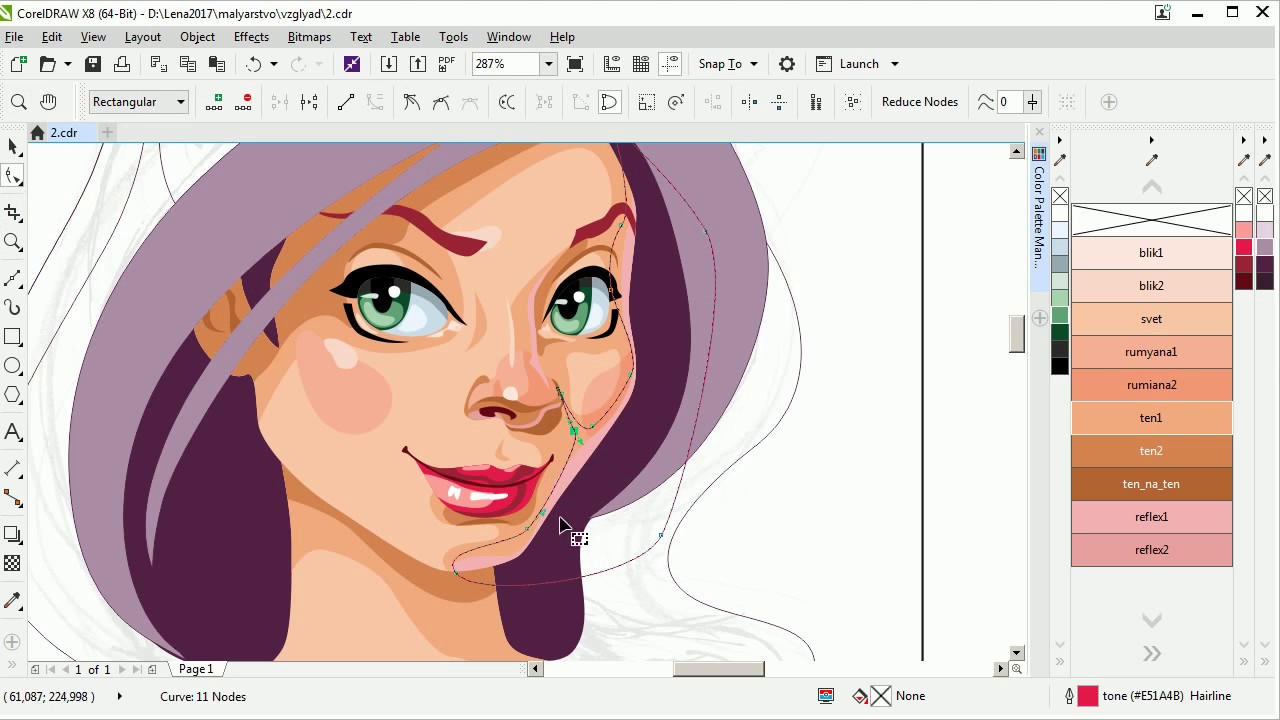 CorelDRAW X8 (64-Bit) - D:\Lena2017\malyarstvo\vzglyad\2.cdr
File Edit View Layout Object Effects Bitmaps Text Table Tools Window Help
PDF 287% Snap To Launch
Rectangular Reduce Nodes 0
2.cdr
Color Palette Man...
blik1
blik2
svet
rumyana1
rumiana2
ten1
ten2
ten_na_ten
reflex1
reflex2
1 of 1 Page 1
( 61,087; 224,998 ) Curve: 11 Nodes None tone (#E51A4B) Hairline